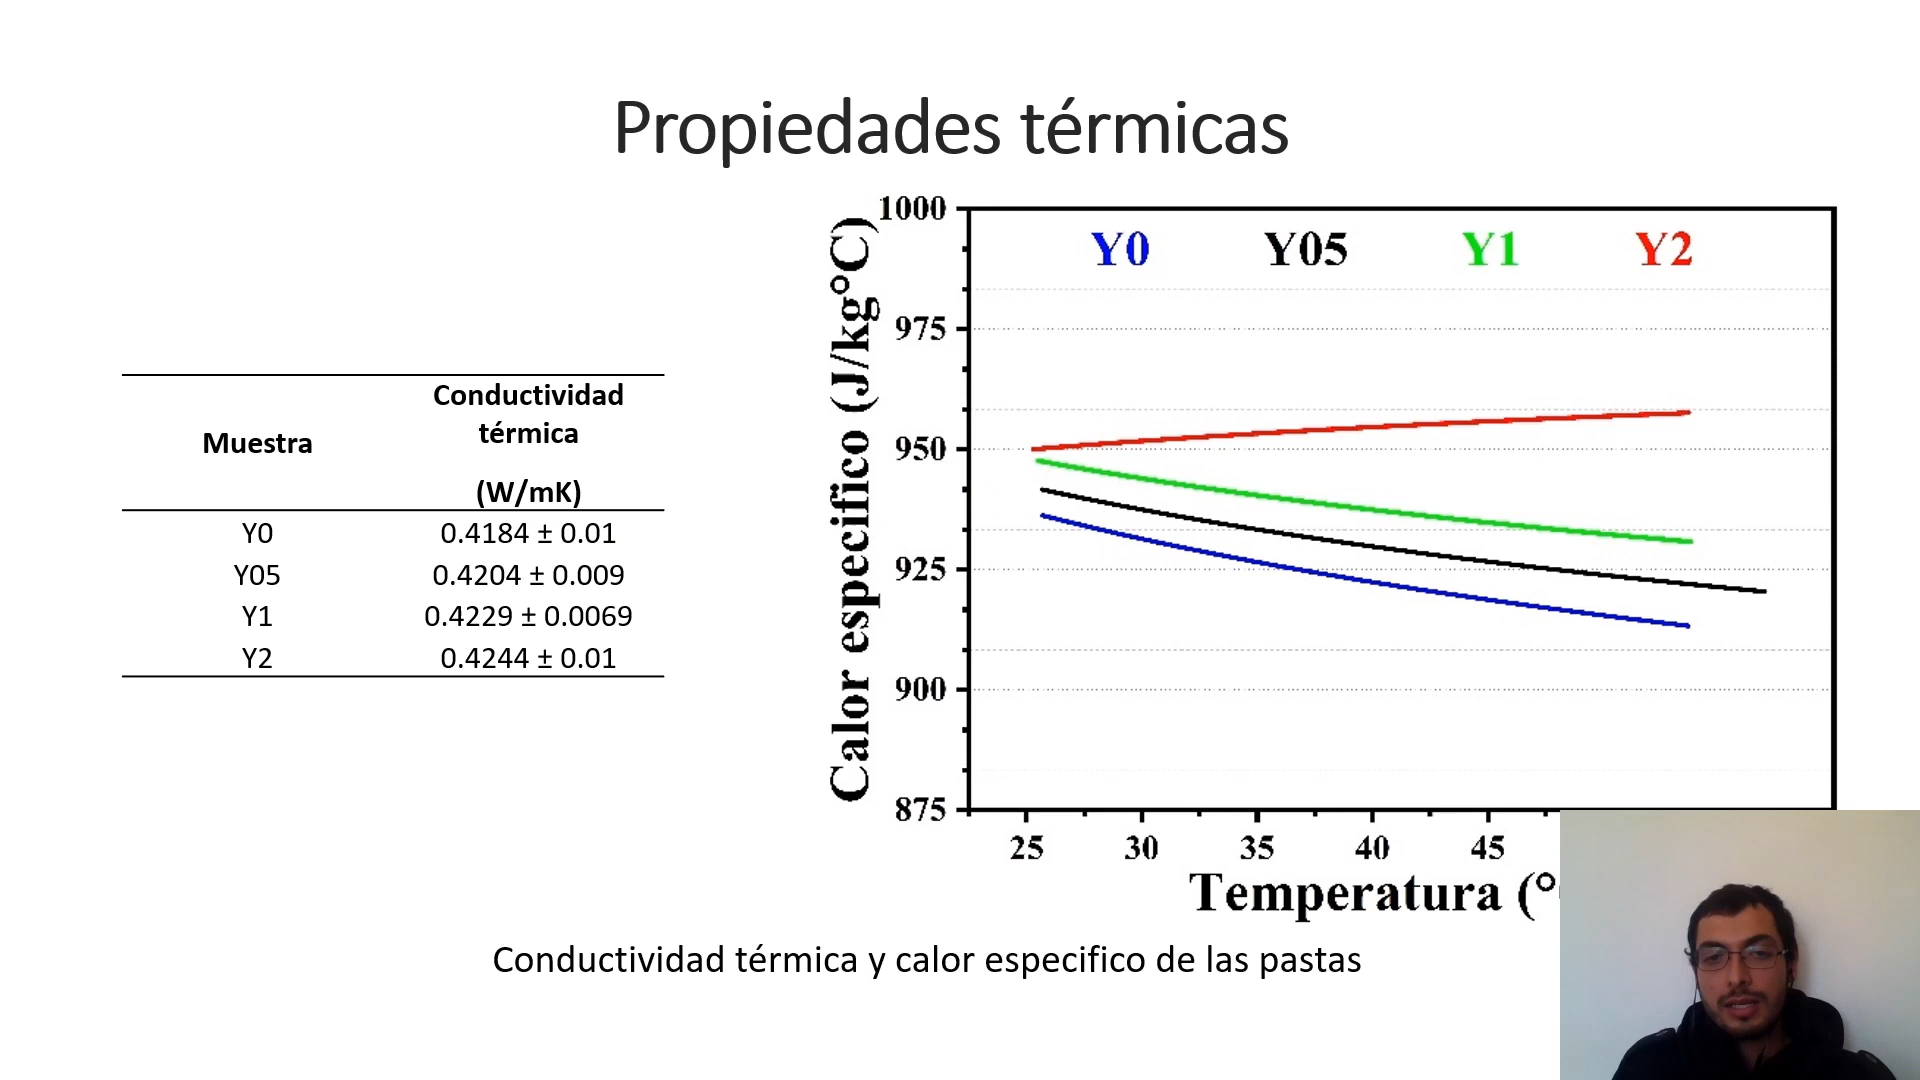 Propiedades térmicas
Muestra
Conductividad
térmica
(W/mK)
Y0 0.4184 ± 0.01
Y05 0.4204 ± 0.009
Y1 0.4229 ± 0.0069
Y2 0.4244 ± 0.01
Calor especifico (J/kg°C)
1000
975
950
925
900
875
Y0 Y05 Y1 Y2
25 30 35 40 45
Temperatura (°
Conductividad térmica y calor especifico de las pastas